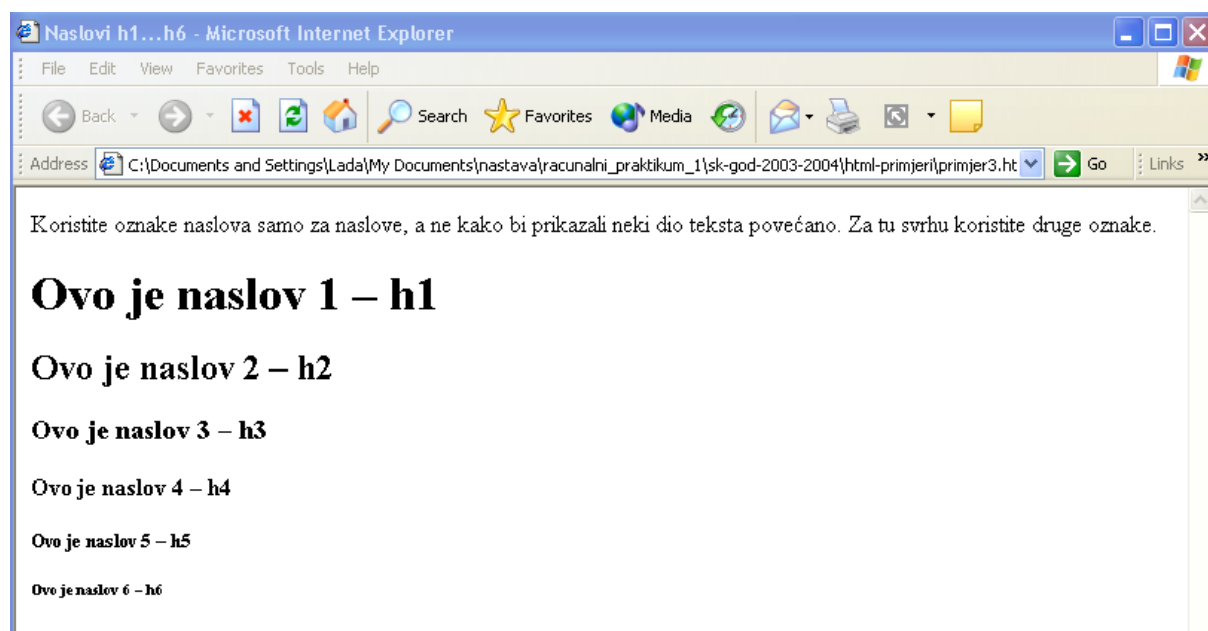 Naslovi h1...h6 - Microsoft Internet Explorer
File Edit View Favorites Tools Help
Back Search Favorites Media
Address C:\Documents and Settings\Lada\My Documents\nastava\racunalni_praktikum_1\sk-god-2003-2004\html-primjeri\primjer3.ht Go Links »
Koristite oznake naslova samo za naslove, a ne kako bi prikazali neki dio teksta povećano. Za tu svrhu koristite druge oznake.
Ovo je naslov 1 – h1
Ovo je naslov 2 – h2
Ovo je naslov 3 – h3
Ovo je naslov 4 – h4
Ovo je naslov 5 – h5
Ovo je naslov 6 – h6